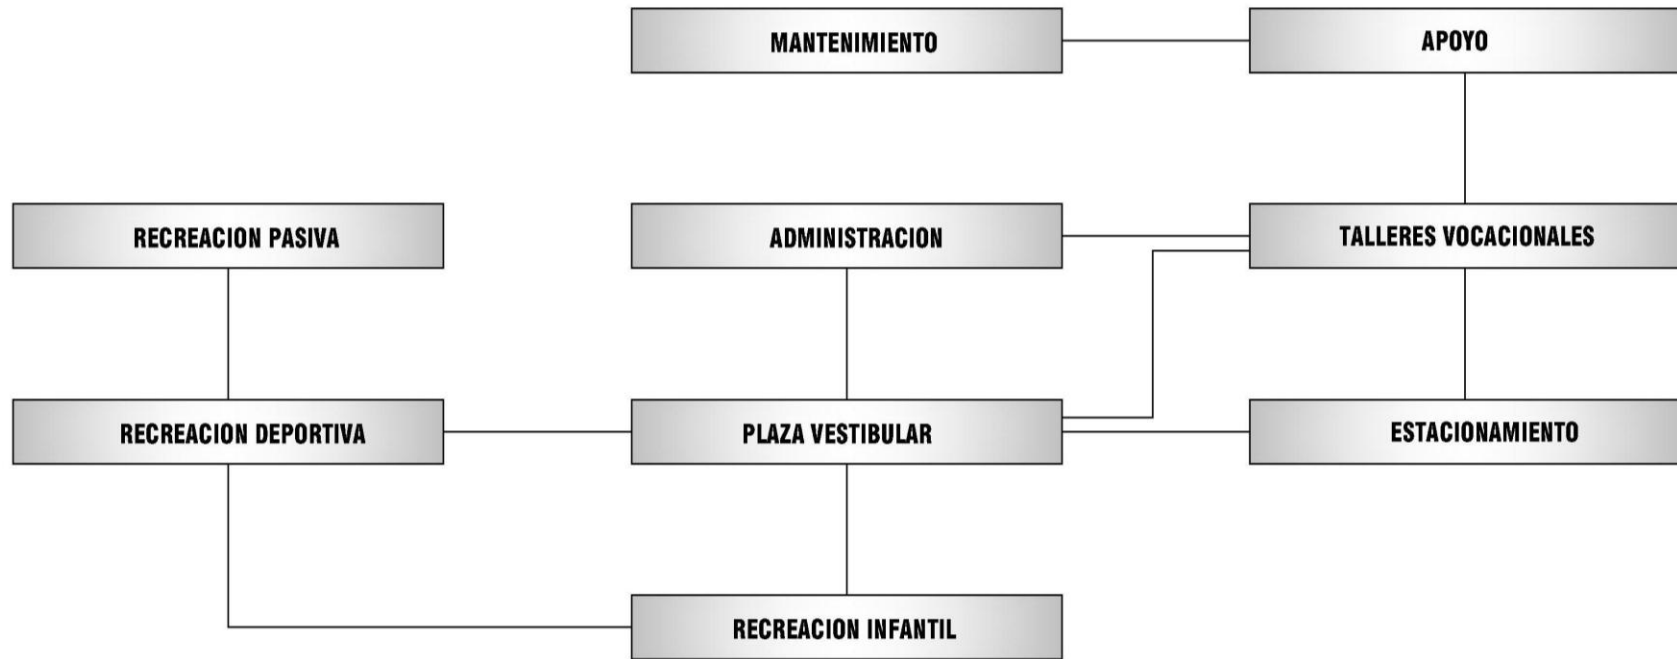 MANTENIMIENTO
APOYO
RECREACION PASIVA
ADMINISTRACION
TALLERES VOCACIONALES
RECREACION DEPORTIVA
PLAZA VESTIBULAR
ESTACIONAMIENTO
RECREACION INFANTIL